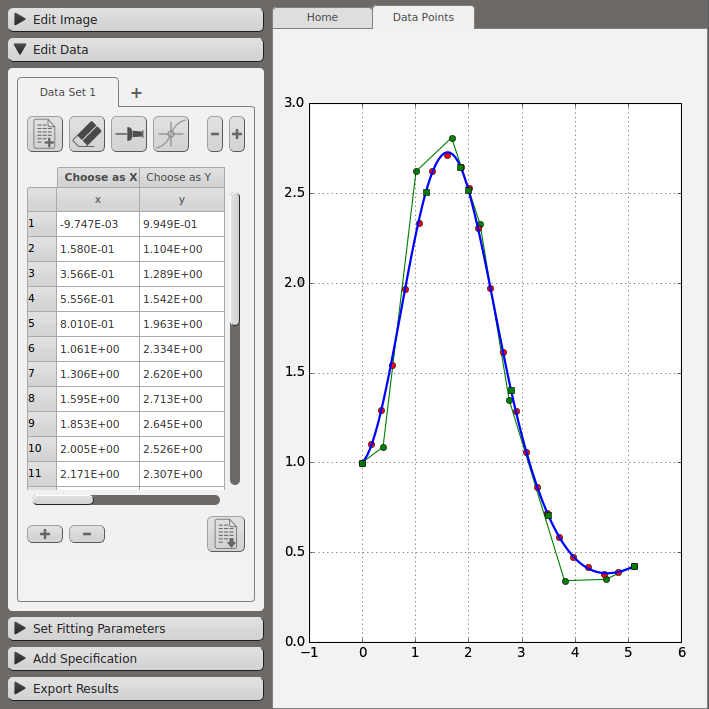 Edit Image
Edit Data
Data Set 1 +
- +
Choose as X Choose as Y
x y
1 -9.747E-03 9.949E-01
2 1.580E-01 1.104E+00
3 3.566E-01 1.289E+00
4 5.556E-01 1.542E+00
5 8.010E-01 1.963E+00
6 1.061E+00 2.334E+00
7 1.306E+00 2.620E+00
8 1.595E+00 2.713E+00
9 1.853E+00 2.645E+00
10 2.005E+00 2.526E+00
11 2.171E+00 2.307E+00
+ -
Set Fitting Parameters
Add Specification
Export Results
Home Data Points
3.0
2.5
2.0
1.5
1.0
0.5
0.0
−1 0 1 2 3 4 5 6